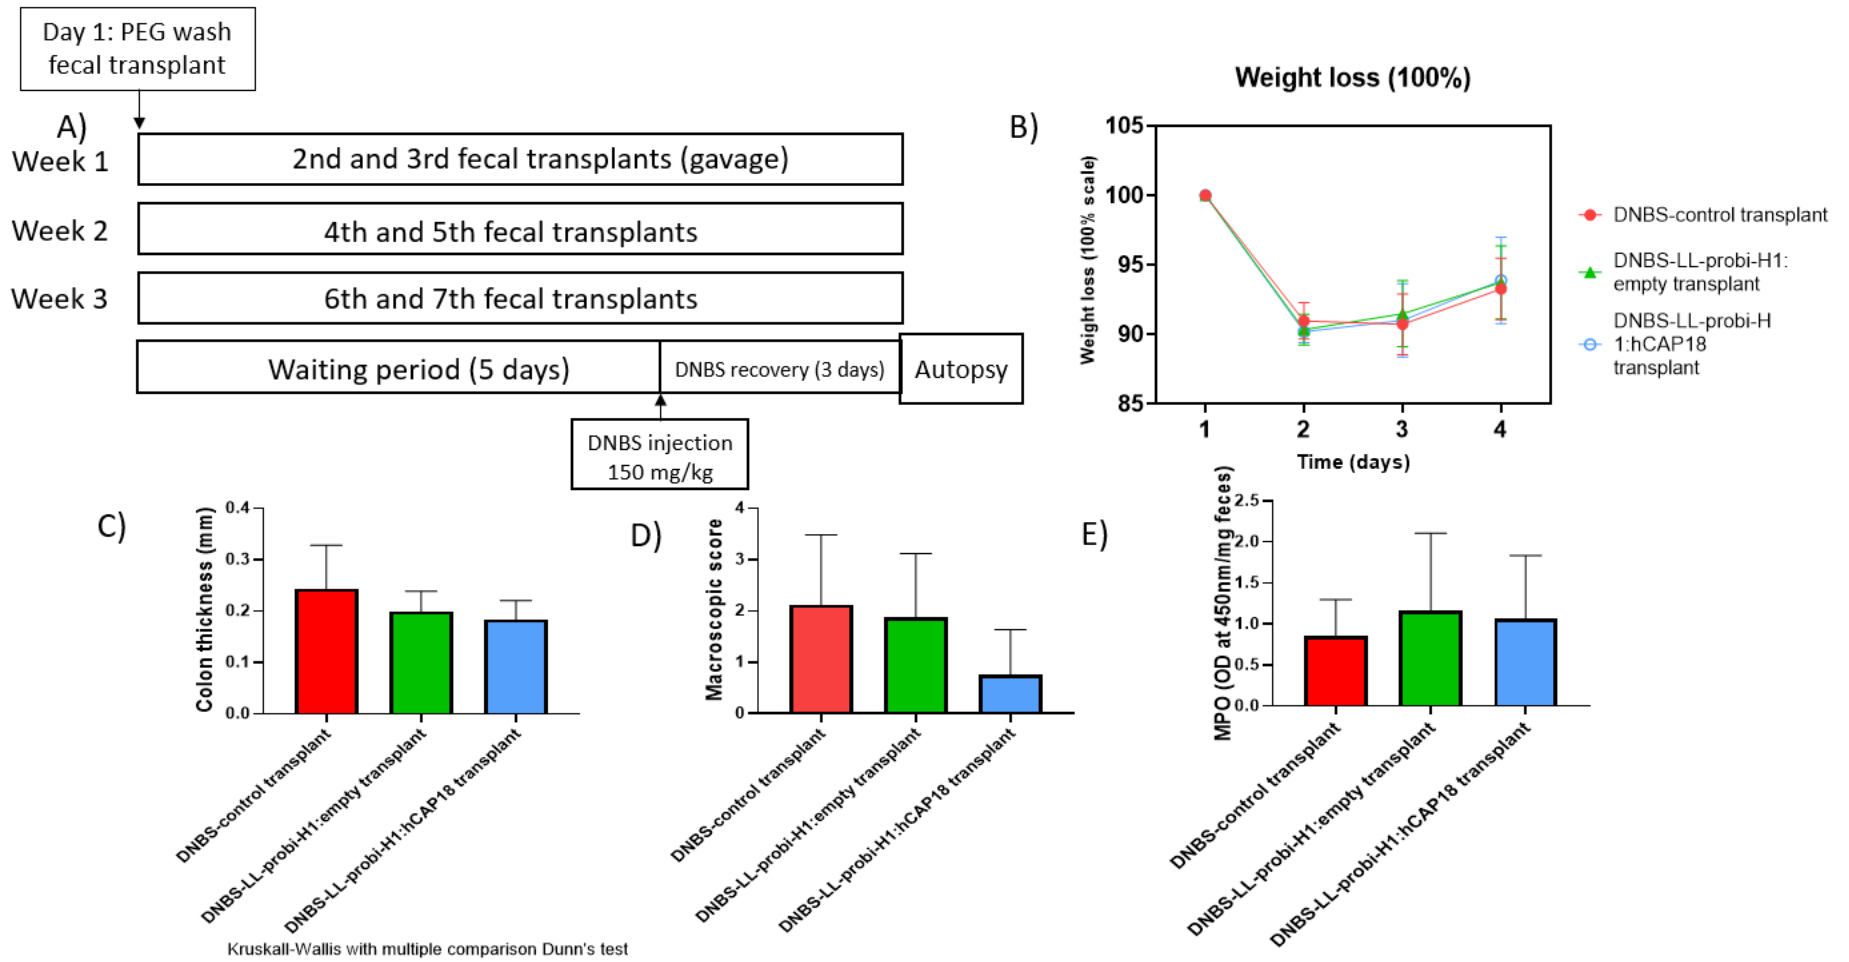 Day 1: PEG wash
fecal transplant
A)
Week 1
2nd and 3rd fecal transplants (gavage)
Week 2
4th and 5th fecal transplants
Week 3
6th and 7th fecal transplants
Waiting period (5 days)
DNBS recovery (3 days)
Autopsy
DNBS injection
150 mg/kg
B)
Weight loss (100%)
Weight loss (100% scale)
105
100
95
90
85
1
2
3
4
Time (days)
DNBS-control transplant
DNBS-LL-probi-H1:
empty transplant
DNBS-LL-probi-H
1:hCAP18
transplant
C)
Colon thickness (mm)
0.4
0.3
0.2
0.1
0.0
DNBS-control transplant
DNBS-LL-probi-H1:empty transplant
DNBS-LL-probi-H1:hCAP18 transplant
D)
Macroscopic score
4
3
2
1
0
DNBS-control transplant
DNBS-LL-probi-H1:empty transplant
DNBS-LL-probi-H1:hCAP18 transplant
E)
MPO (OD at 450nm/mg feces)
2.5
2.0
1.5
1.0
0.5
0.0
DNBS-control transplant
DNBS-LL-probi-H1:empty transplant
DNBS-LL-probi-H1:hCAP18 transplant
Kruskall-Wallis with multiple comparison Dunn's test